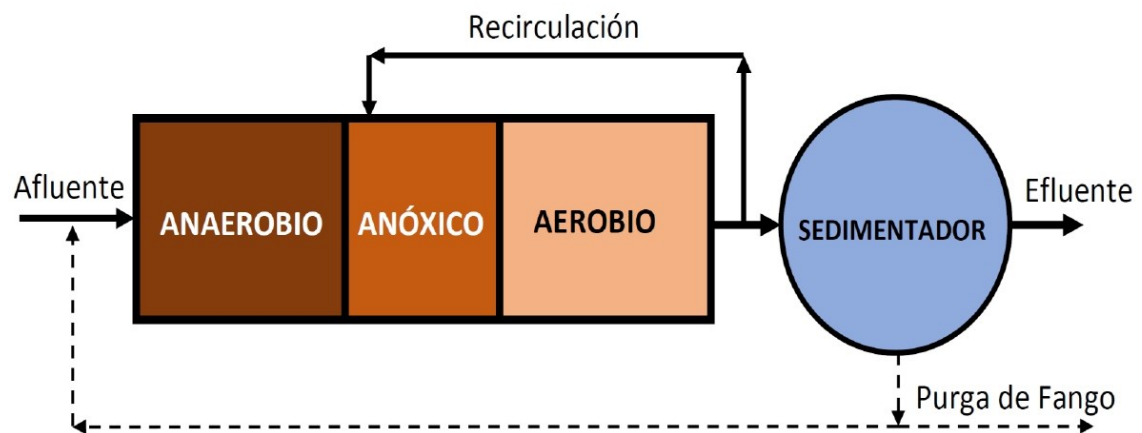 Recirculación
Afluente
ANAEROBIO
ANÓXICO
AEROBIO
SEDIMENTADOR
Efluente
Purga de Fango